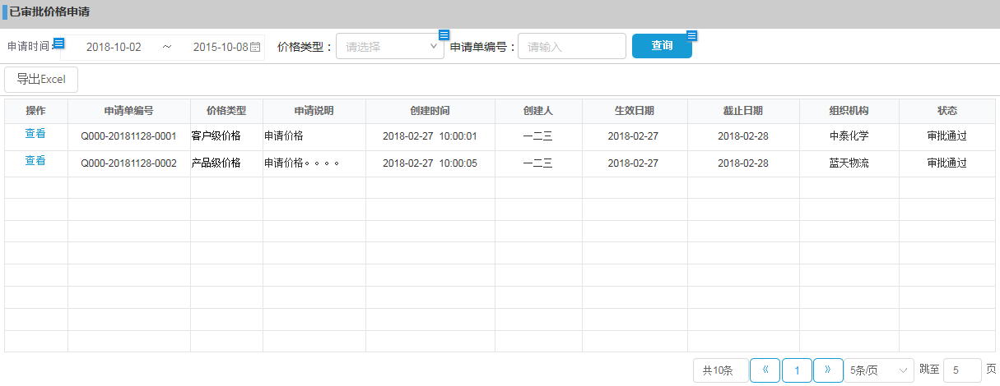 已审批价格申请
申请时间： 2018-10-02 ～ 2015-10-08 价格类型： 请选择 申请单编号： 请输入 查询
导出Excel
操作 申请单编号 价格类型 申请说明 创建时间 创建人 生效日期 截止日期 组织机构 状态
查看 Q000-20181128-0001 客户级价格 申请价格 2018-02-27 10:00:01 一二三 2018-02-27 2018-02-28 中泰化学 审批通过
查看 Q000-20181128-0002 产品级价格 申请价格。。。。 2018-02-27 10:00:05 一二三 2018-02-27 2018-02-28 蓝天物流 审批通过
共10条 《 1 》 5条/页 跳至 5 页